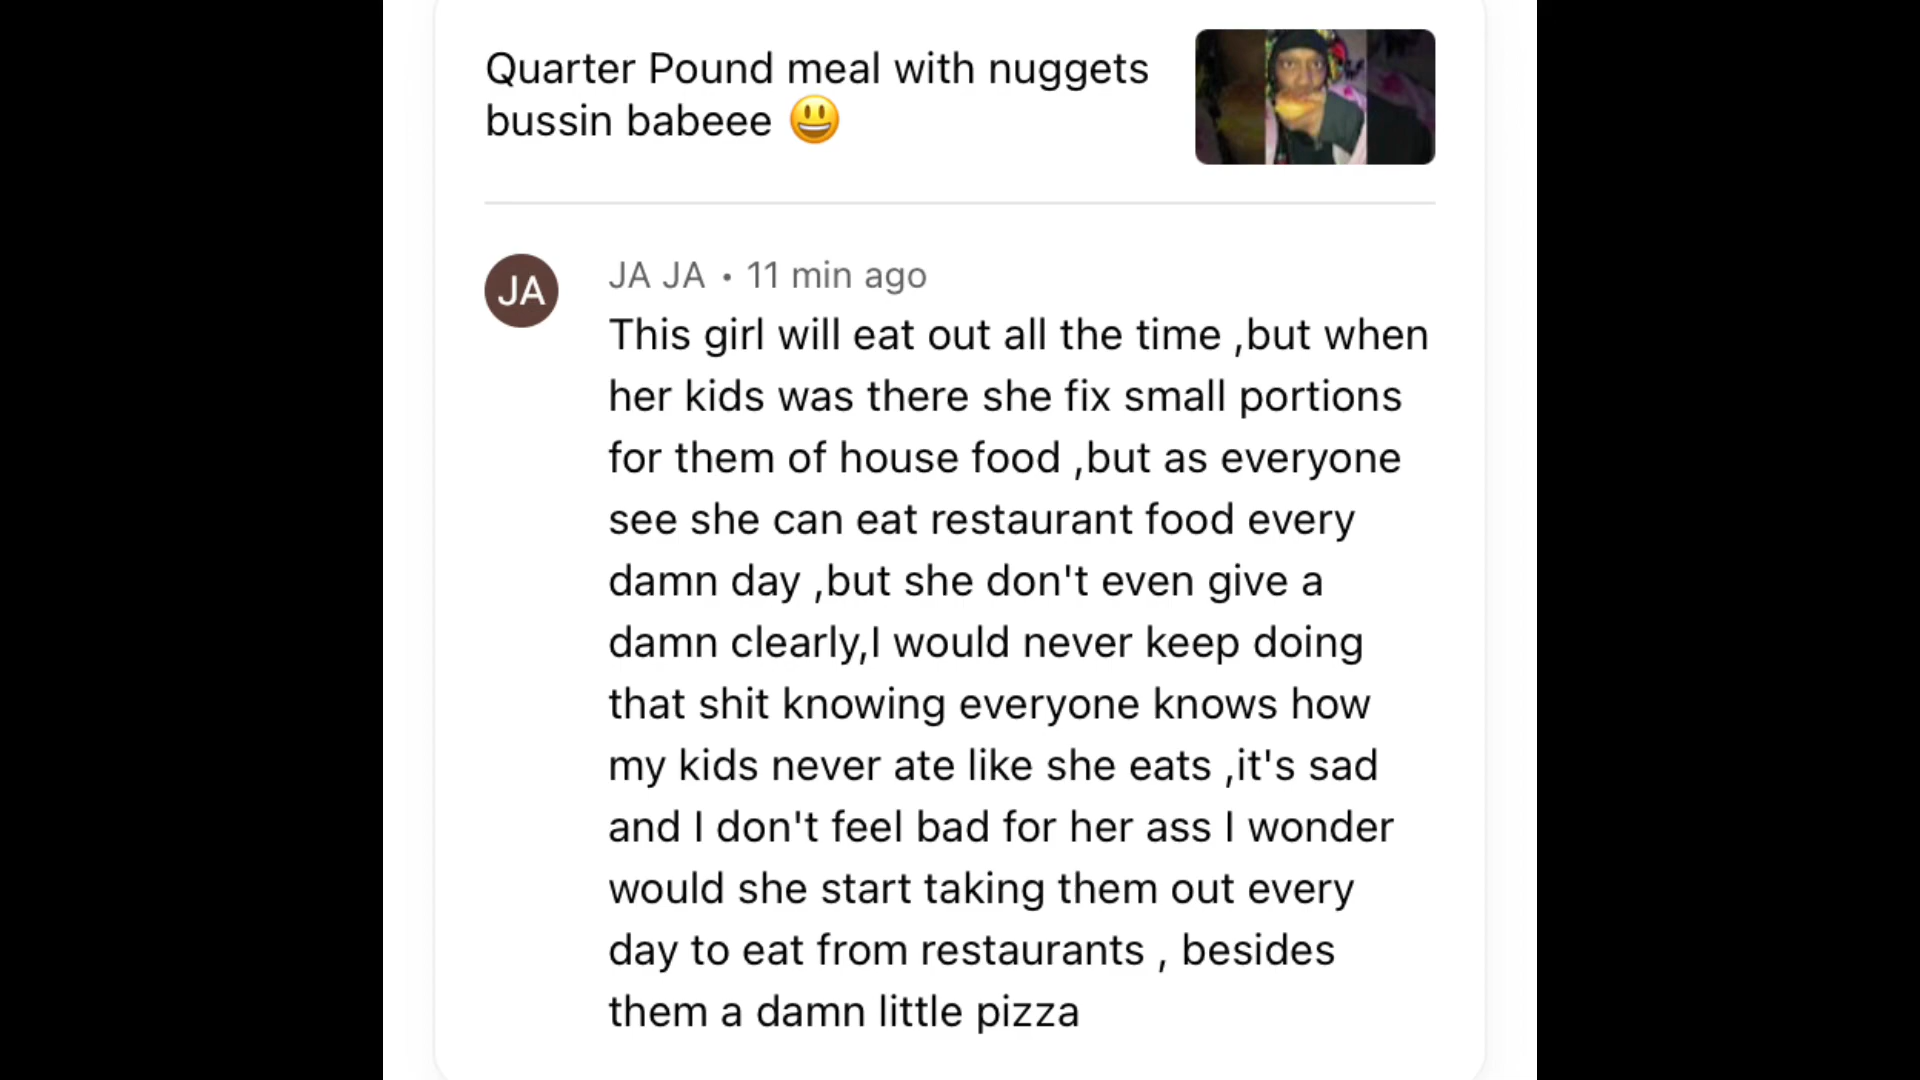 Quarter Pound meal with nuggets
bussin babeee 😃
JA
JA JA • 11 min ago
This girl will eat out all the time ,but when
her kids was there she fix small portions
for them of house food ,but as everyone
see she can eat restaurant food every
damn day ,but she don't even give a
damn clearly,I would never keep doing
that shit knowing everyone knows how
my kids never ate like she eats ,it's sad
and I don't feel bad for her ass I wonder
would she start taking them out every
day to eat from restaurants , besides
them a damn little pizza